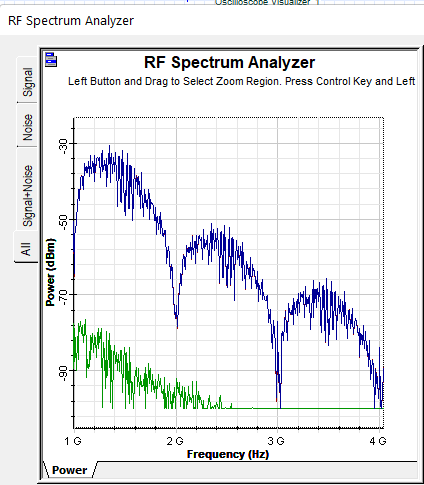 Oscilloscope Visualizer
RF Spectrum Analyzer
RF Spectrum Analyzer
Left Button and Drag to Select Zoom Region. Press Control Key and Left
Signal
Noise
Signal+Noise
All
Power (dBm)
-30
-50
-70
-90
1 G
2 G
3 G
4 G
Frequency (Hz)
Power